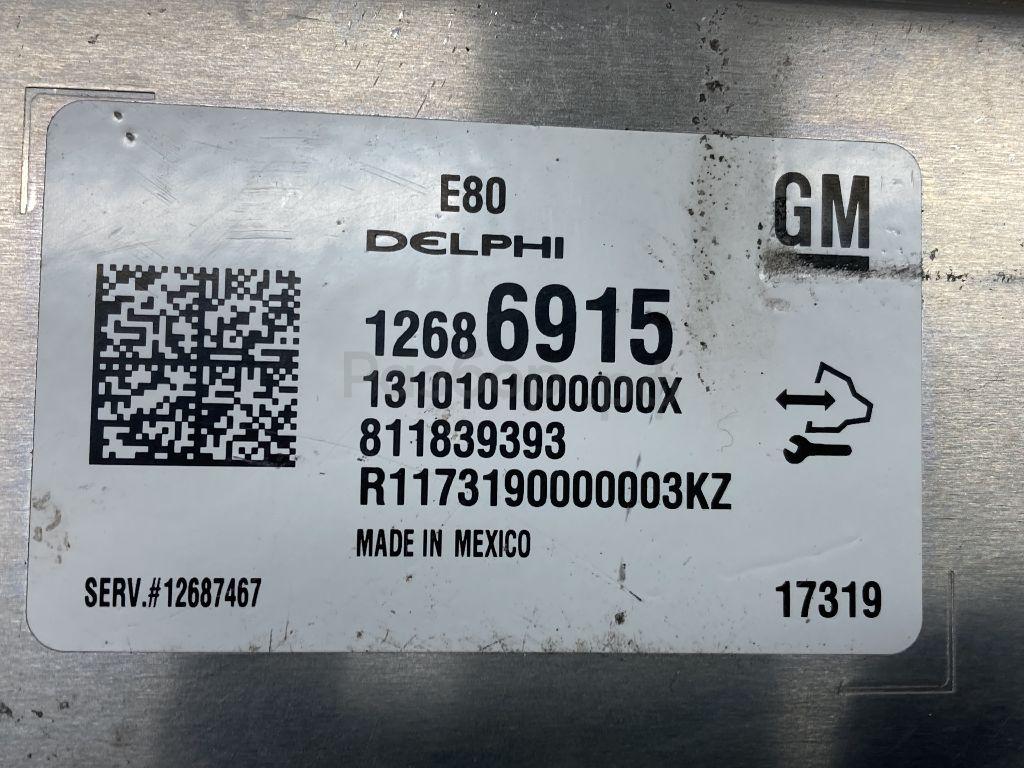 E80
GM
DELPHI
12686915
1310101000000X
811839393
R1173190000003KZ
MADE IN MEXICO
SERV.#12687467
17319